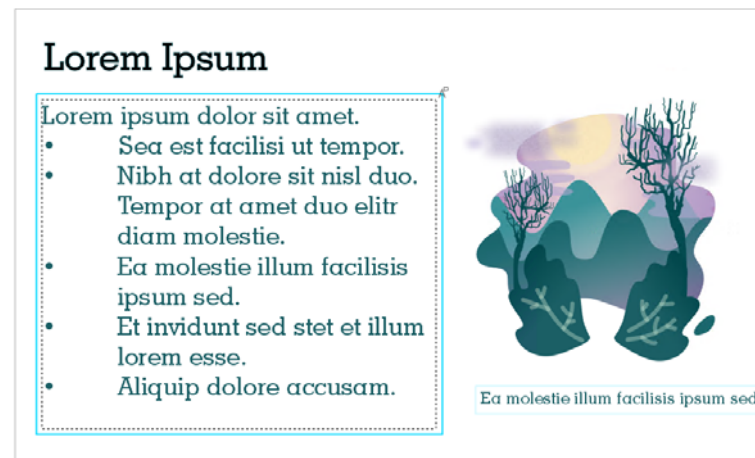 Lorem Ipsum
Lorem ipsum dolor sit amet.
• Sea est facilisi ut tempor.
• Nibh at dolore sit nisl duo.
Tempor at amet duo elitr
diam molestie.
• Ea molestie illum facilisis
ipsum sed.
• Et invidunt sed stet et illum
lorem esse.
• Aliquip dolore accusam.
Ea molestie illum facilisis ipsum sed